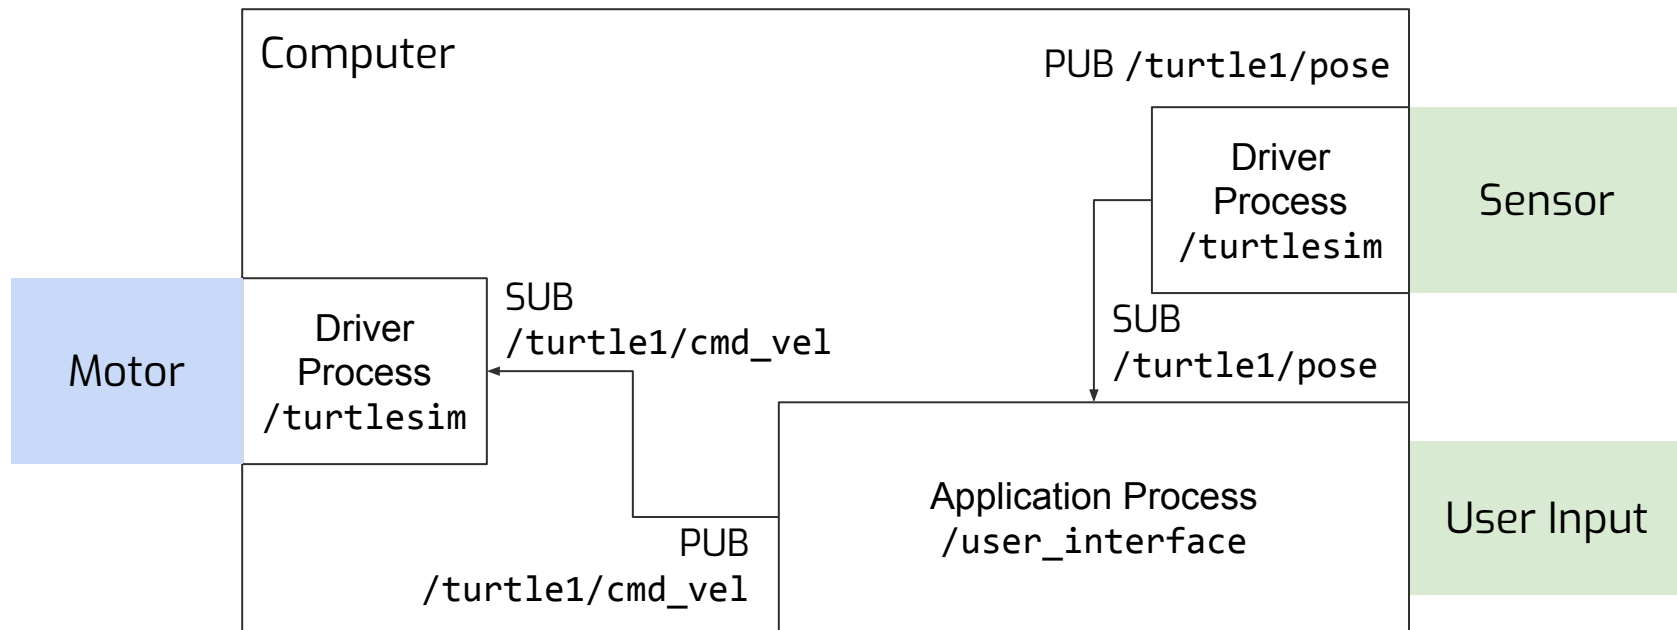 Computer
PUB /turtle1/pose
Driver
Process
/turtlesim
Sensor
SUB
/turtle1/pose
Motor
Driver
Process
/turtlesim
SUB
/turtle1/cmd_vel
PUB
/turtle1/cmd_vel
Application Process
/user_interface
User Input